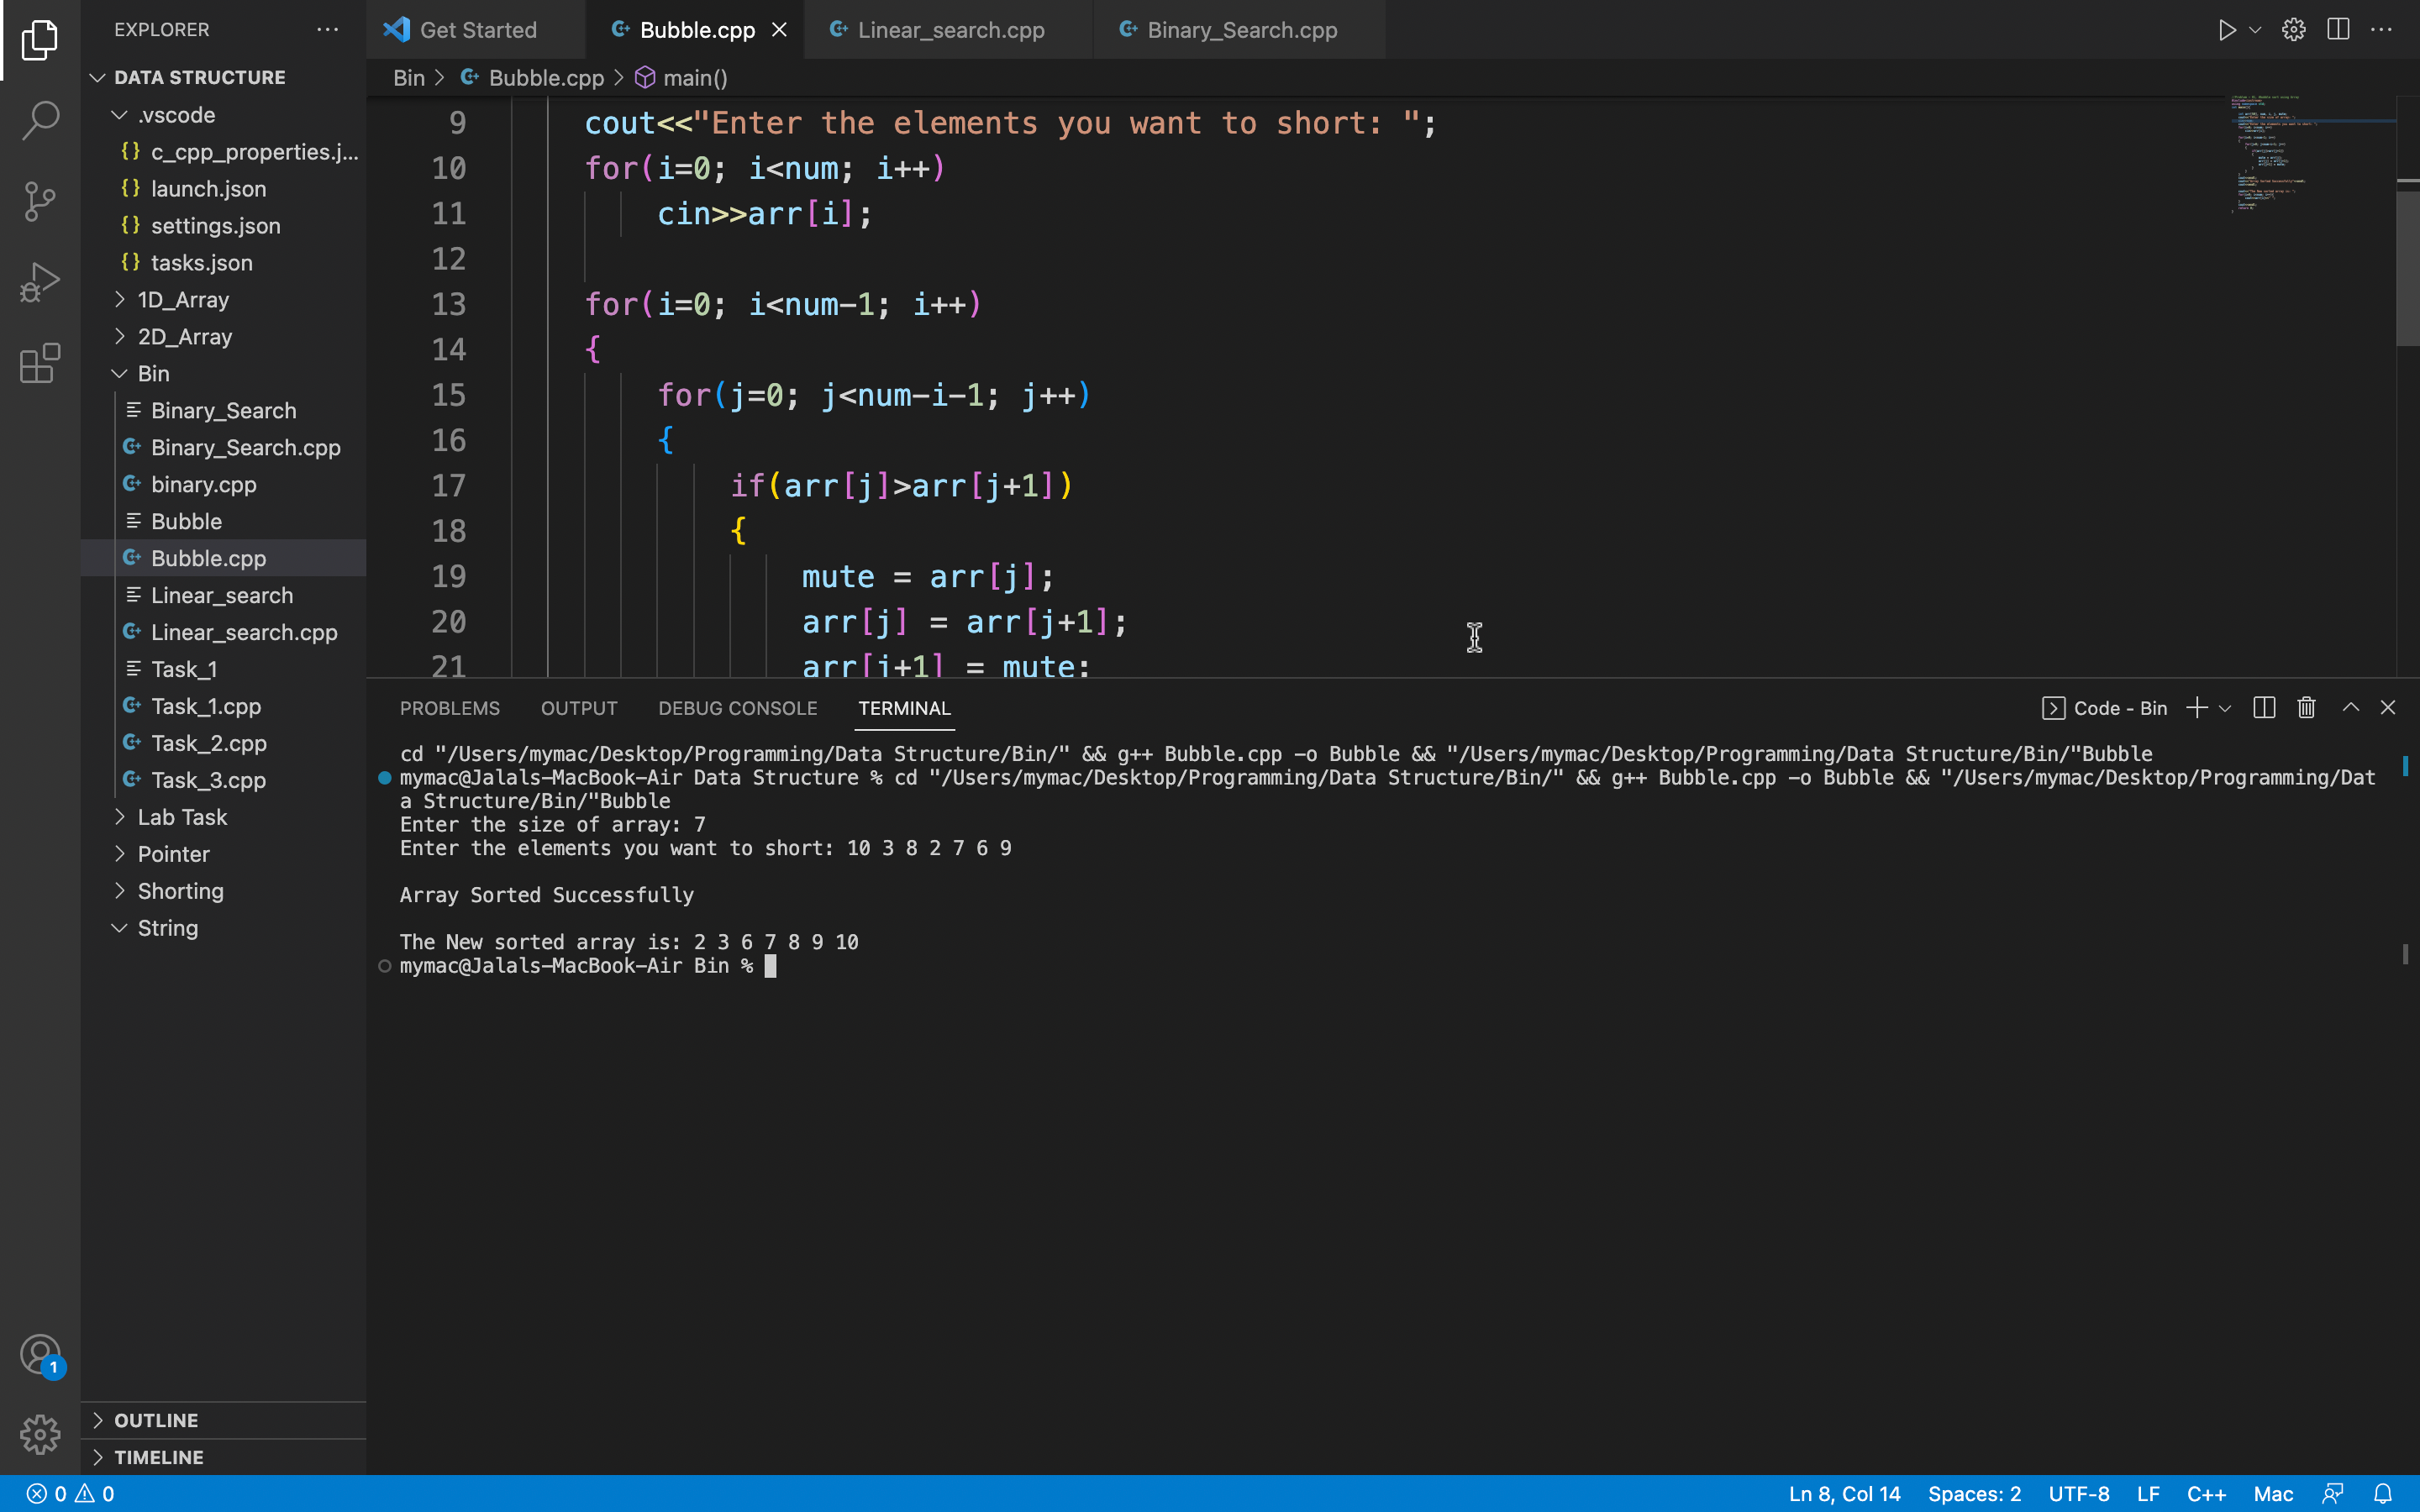 EXPLORER
DATA STRUCTURE
.vscode
c_cpp_properties.j...
launch.json
settings.json
tasks.json
1D_Array
2D_Array
Bin
Binary_Search
Binary_Search.cpp
binary.cpp
Bubble
Bubble.cpp
Linear_search
Linear_search.cpp
Task_1
Task_1.cpp
Task_2.cpp
Task_3.cpp
Lab Task
Pointer
Shorting
String
OUTLINE
TIMELINE
1
Get Started
Bubble.cpp
Linear_search.cpp
Binary_Search.cpp
Bin > Bubble.cpp > main()
9 cout<<"Enter the elements you want to short: ";
10 for(i=0; i<num; i++)
11 cin>>arr[i];
12
13 for(i=0; i<num-1; i++)
14 {
15 for(j=0; j<num-i-1; j++)
16 {
17 if(arr[j]>arr[j+1])
18 {
19 mute = arr[j];
20 arr[j] = arr[j+1];
21 arr[j+1] = mute;
PROBLEMS OUTPUT DEBUG CONSOLE TERMINAL
Code - Bin
cd "/Users/mymac/Desktop/Programming/Data Structure/Bin/" && g++ Bubble.cpp -o Bubble && "/Users/mymac/Desktop/Programming/Data Structure/Bin/"Bubble
mymac@Jalals-MacBook-Air Data Structure % cd "/Users/mymac/Desktop/Programming/Data Structure/Bin/" && g++ Bubble.cpp -o Bubble && "/Users/mymac/Desktop/Programming/Dat
a Structure/Bin/"Bubble
Enter the size of array: 7
Enter the elements you want to short: 10 3 8 2 7 6 9
Array Sorted Successfully
The New sorted array is: 2 3 6 7 8 9 10
mymac@Jalals-MacBook-Air Bin %
0 0
Ln 8, Col 14 Spaces: 2 UTF-8 LF C++ Mac